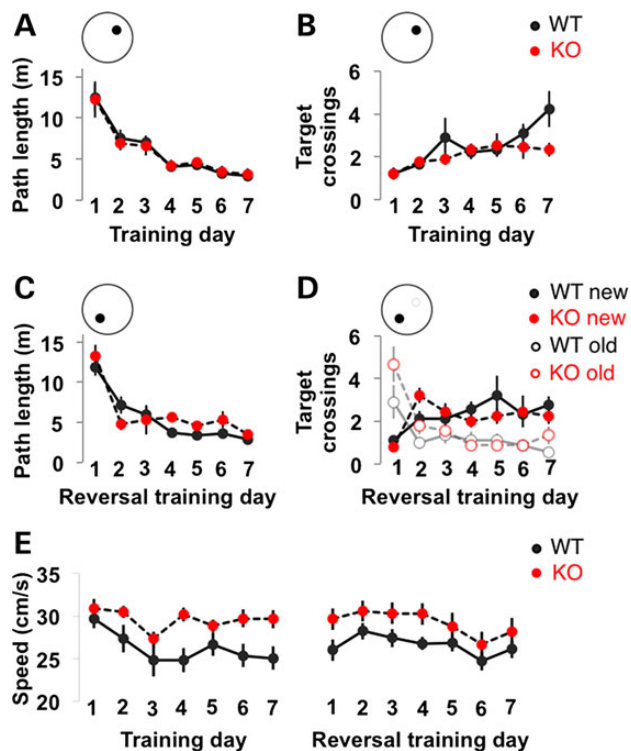 A
Path length (m)
15
10
5
0
1 2 3 4 5 6 7
Training day
B
WT
KO
Target crossings
6
4
2
0
1 2 3 4 5 6 7
Training day
C
Path length (m)
15
10
5
0
1 2 3 4 5 6 7
Reversal training day
D
WT new
KO new
WT old
KO old
Target crossings
6
4
2
0
1 2 3 4 5 6 7
Reversal training day
E
WT
KO
Speed (cm/s)
35
30
25
20
1 2 3 4 5 6 7
Training day
1 2 3 4 5 6 7
Reversal training day